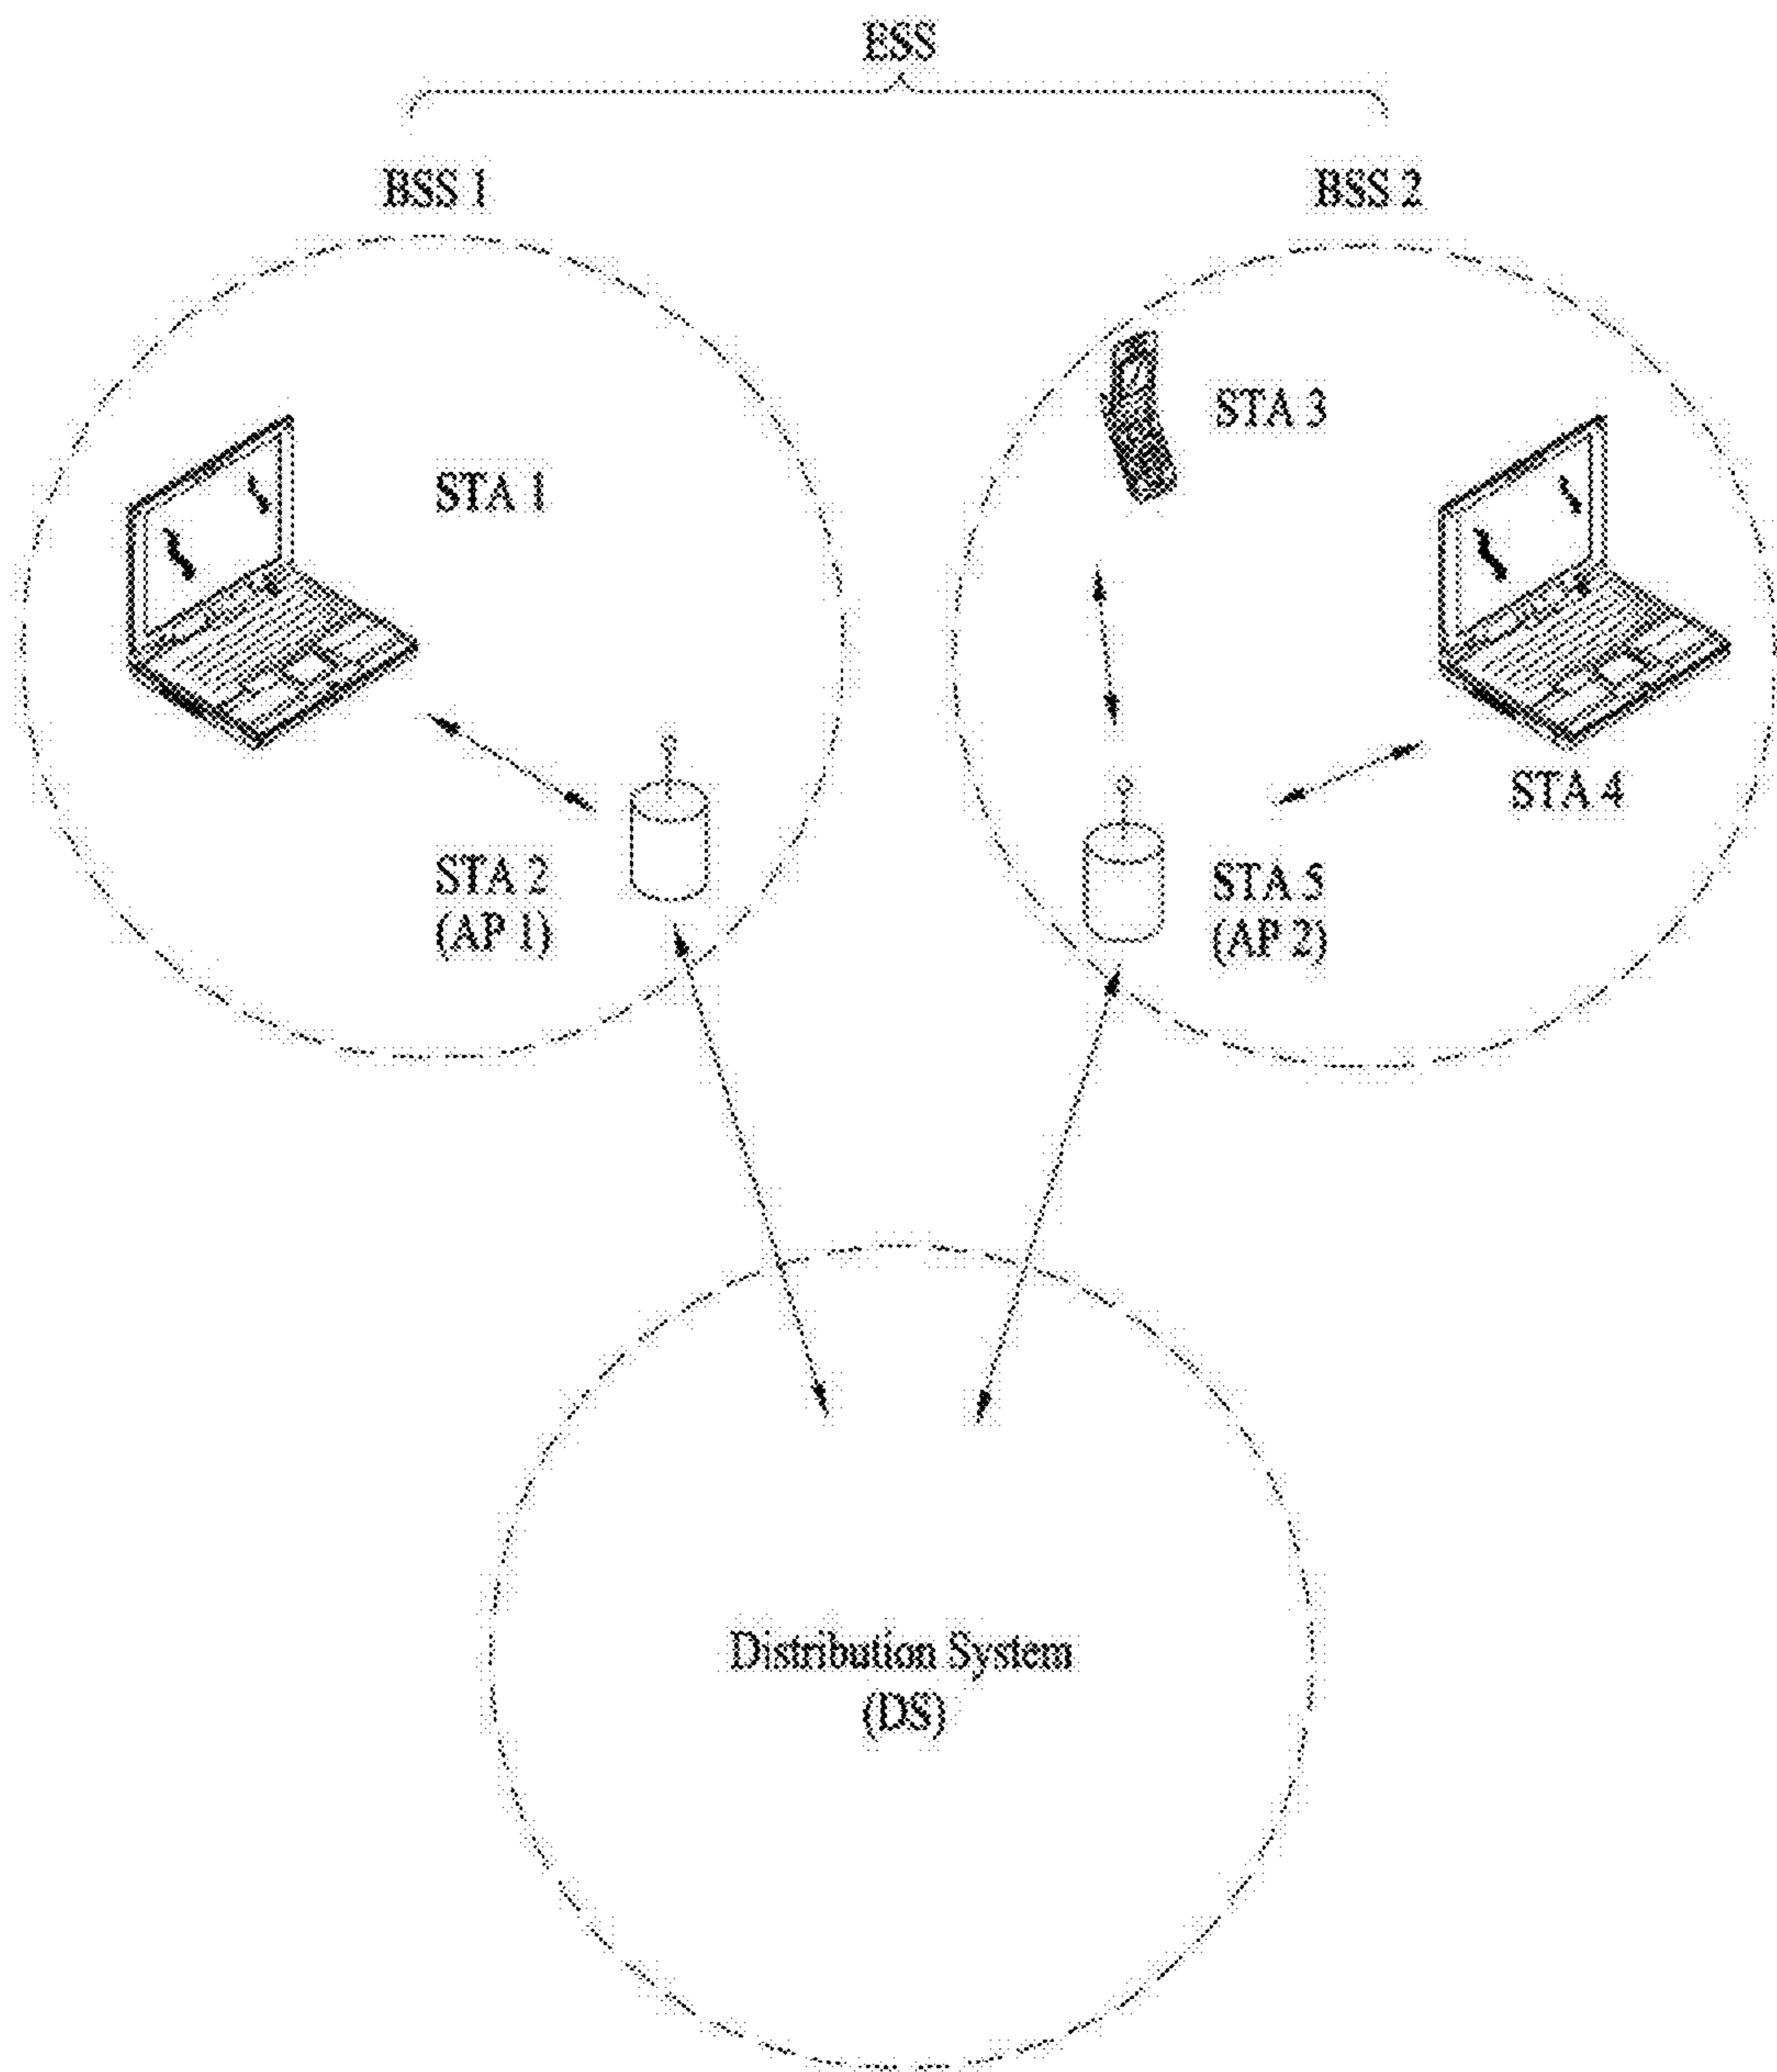 ESS
BSS 1
BSS 2
STA 3
STA 1
STA 4
STA 2
(AP 1)
STA 5
(AP 2)
Distribution System
(DS)